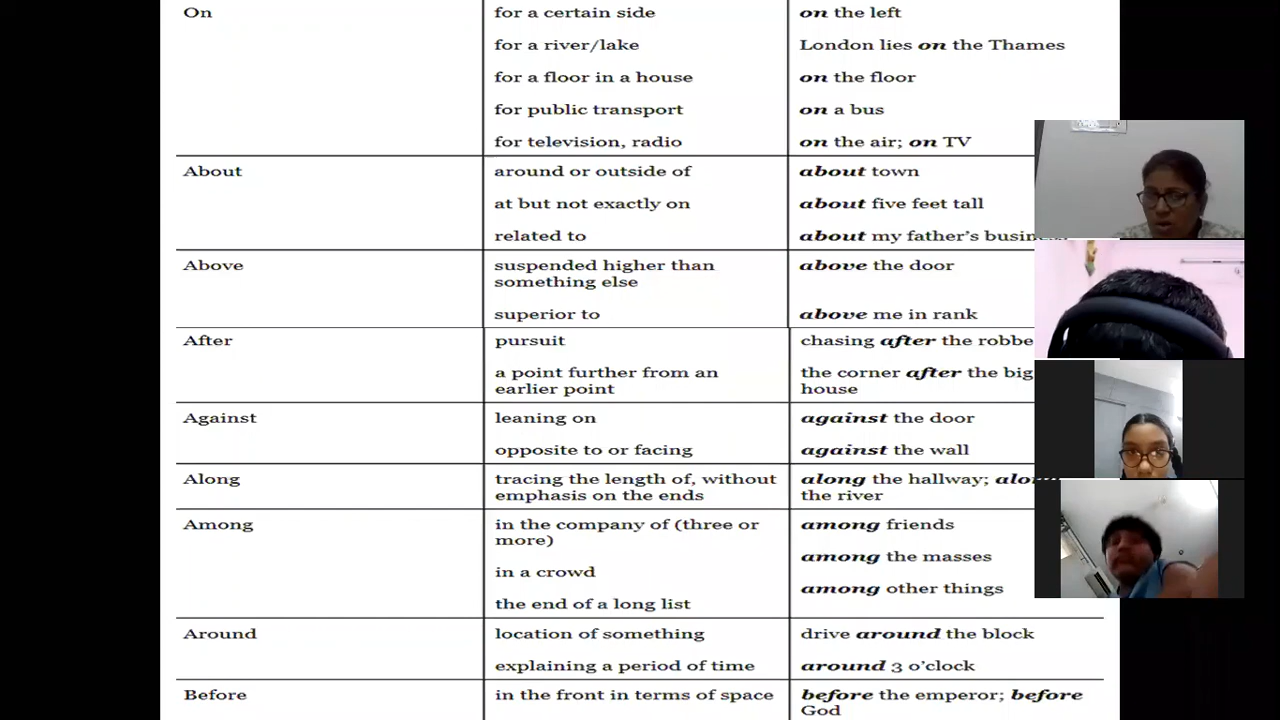 On for a certain side on the left
for a river/lake London lies on the Thames
for a floor in a house on the floor
for public transport on a bus
for television, radio on the air; on TV
About around or outside of about town
at but not exactly on about five feet tall
related to about my father's
Above suspended higher than above the door
something else
superior to above me in rank
After pursuit chasing after the
a point further from an the corner after the big
earlier point house
Against leaning on against the door
opposite to or facing against the wall
Along tracing the length of, without along the hallway;
emphasis on the ends the river
Among in the company of (three or among friends
more)
among the masses
in a crowd
among other things
the end of a long list
Around location of something drive around the block
explaining a period of time around 3 o'clock
Before in the front in terms of space before the emperor; before
God